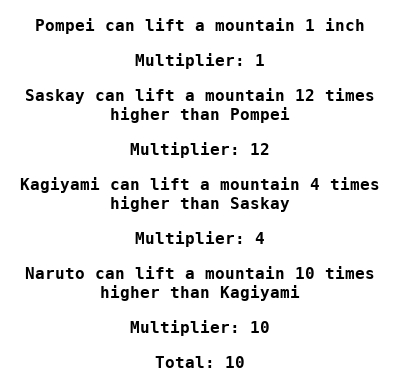 Pompei can lift a mountain 1 inch
Multiplier: 1
Saskay can lift a mountain 12 times
higher than Pompei
Multiplier: 12
Kagiyami can lift a mountain 4 times
higher than Saskay
Multiplier: 4
Naruto can lift a mountain 10 times
higher than Kagiyami
Multiplier: 10
Total: 10